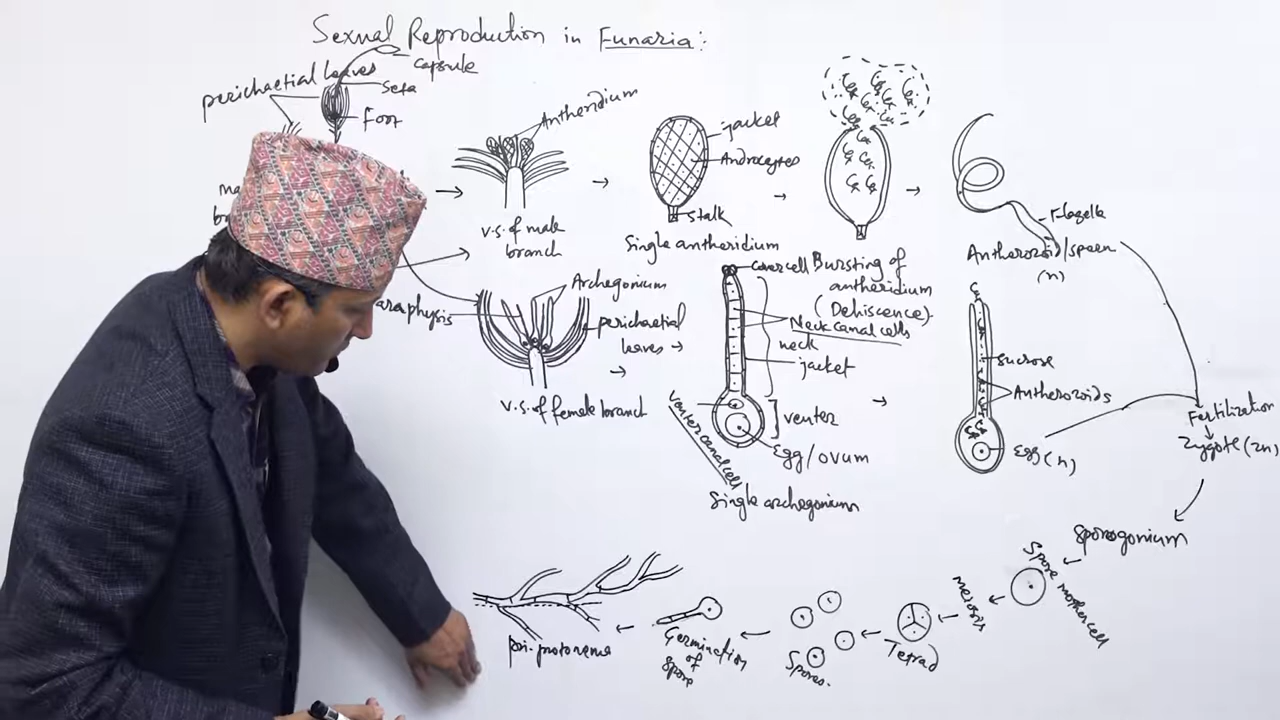 Sexual Reproduction in Funaria:
capsule
perichaetial leaves
Seta
Foot
Antheridium
v.s. of male
branch
jacket
Androcytes
stalk
Single antheridium
Bursting of
antheridium
(Dehiscence)
Flagella
Antherozoid/speen
(n)
araphysis
Archegonium
perichaetial
leaves
v.s. of female branch
cover cell
Neck canal cells
neck
jacket
venter
Venter canal cell
Egg/ovum
Single archegonium
sucrose
Antherozoids
Egg (n)
Fertilization
Zygote (2n)
Sporogonium
Spore mother cell
meiosis
Tetrad
Spores.
Germination
of
spore
pri. protonema